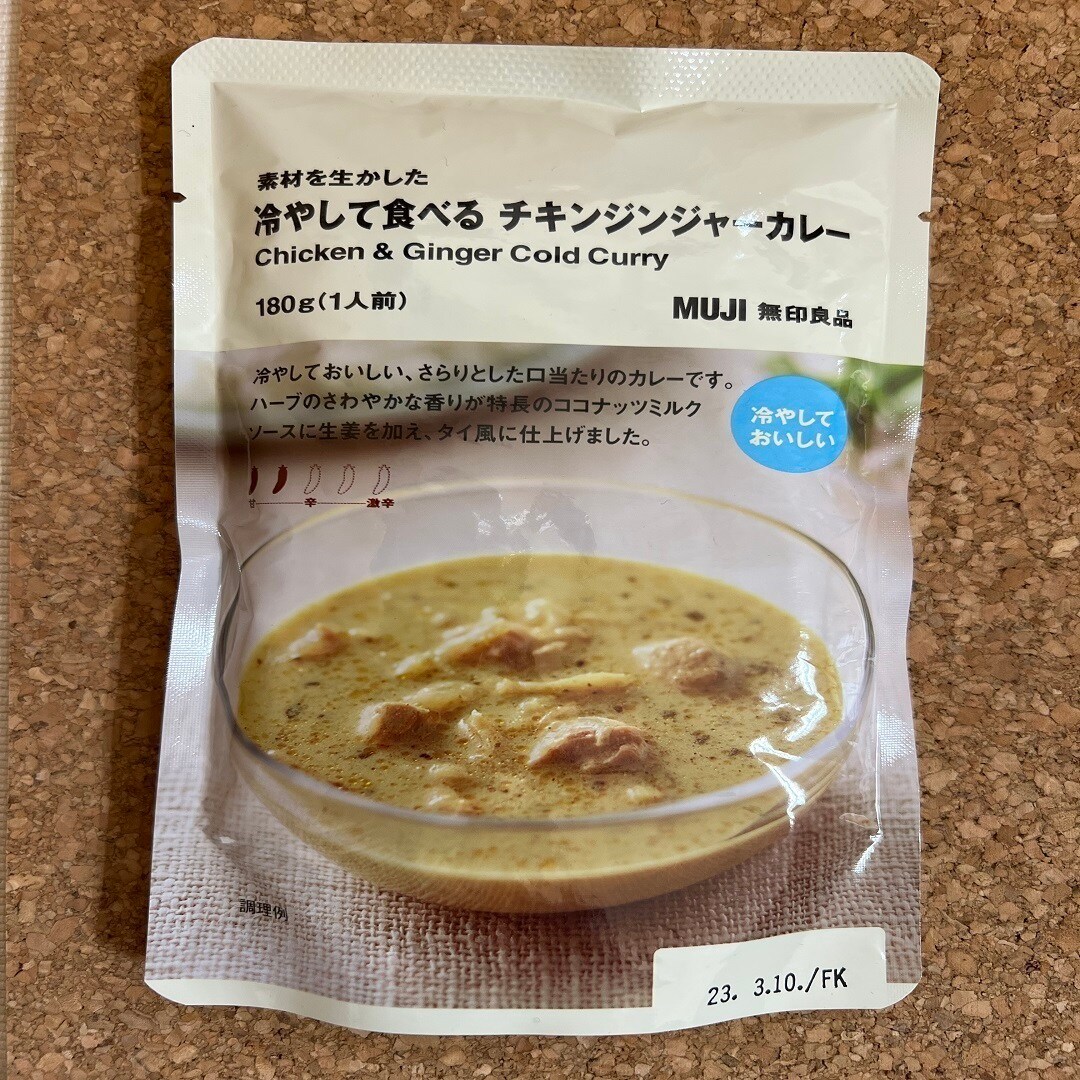 素材を生かした
冷やして食べる チキンジンジャーカレー
Chicken & Ginger Cold Curry
180g(1人前)
MUJI 無印良品
冷やしておいしい、さらりとした口当たりのカレーです。
ハーブのさわやかな香りが特長のココナッツミルク
ソースに生姜を加え、タイ風に仕上げました。
冷やして
おいしい
甘 辛 激辛
調理例
23. 3.10./FK